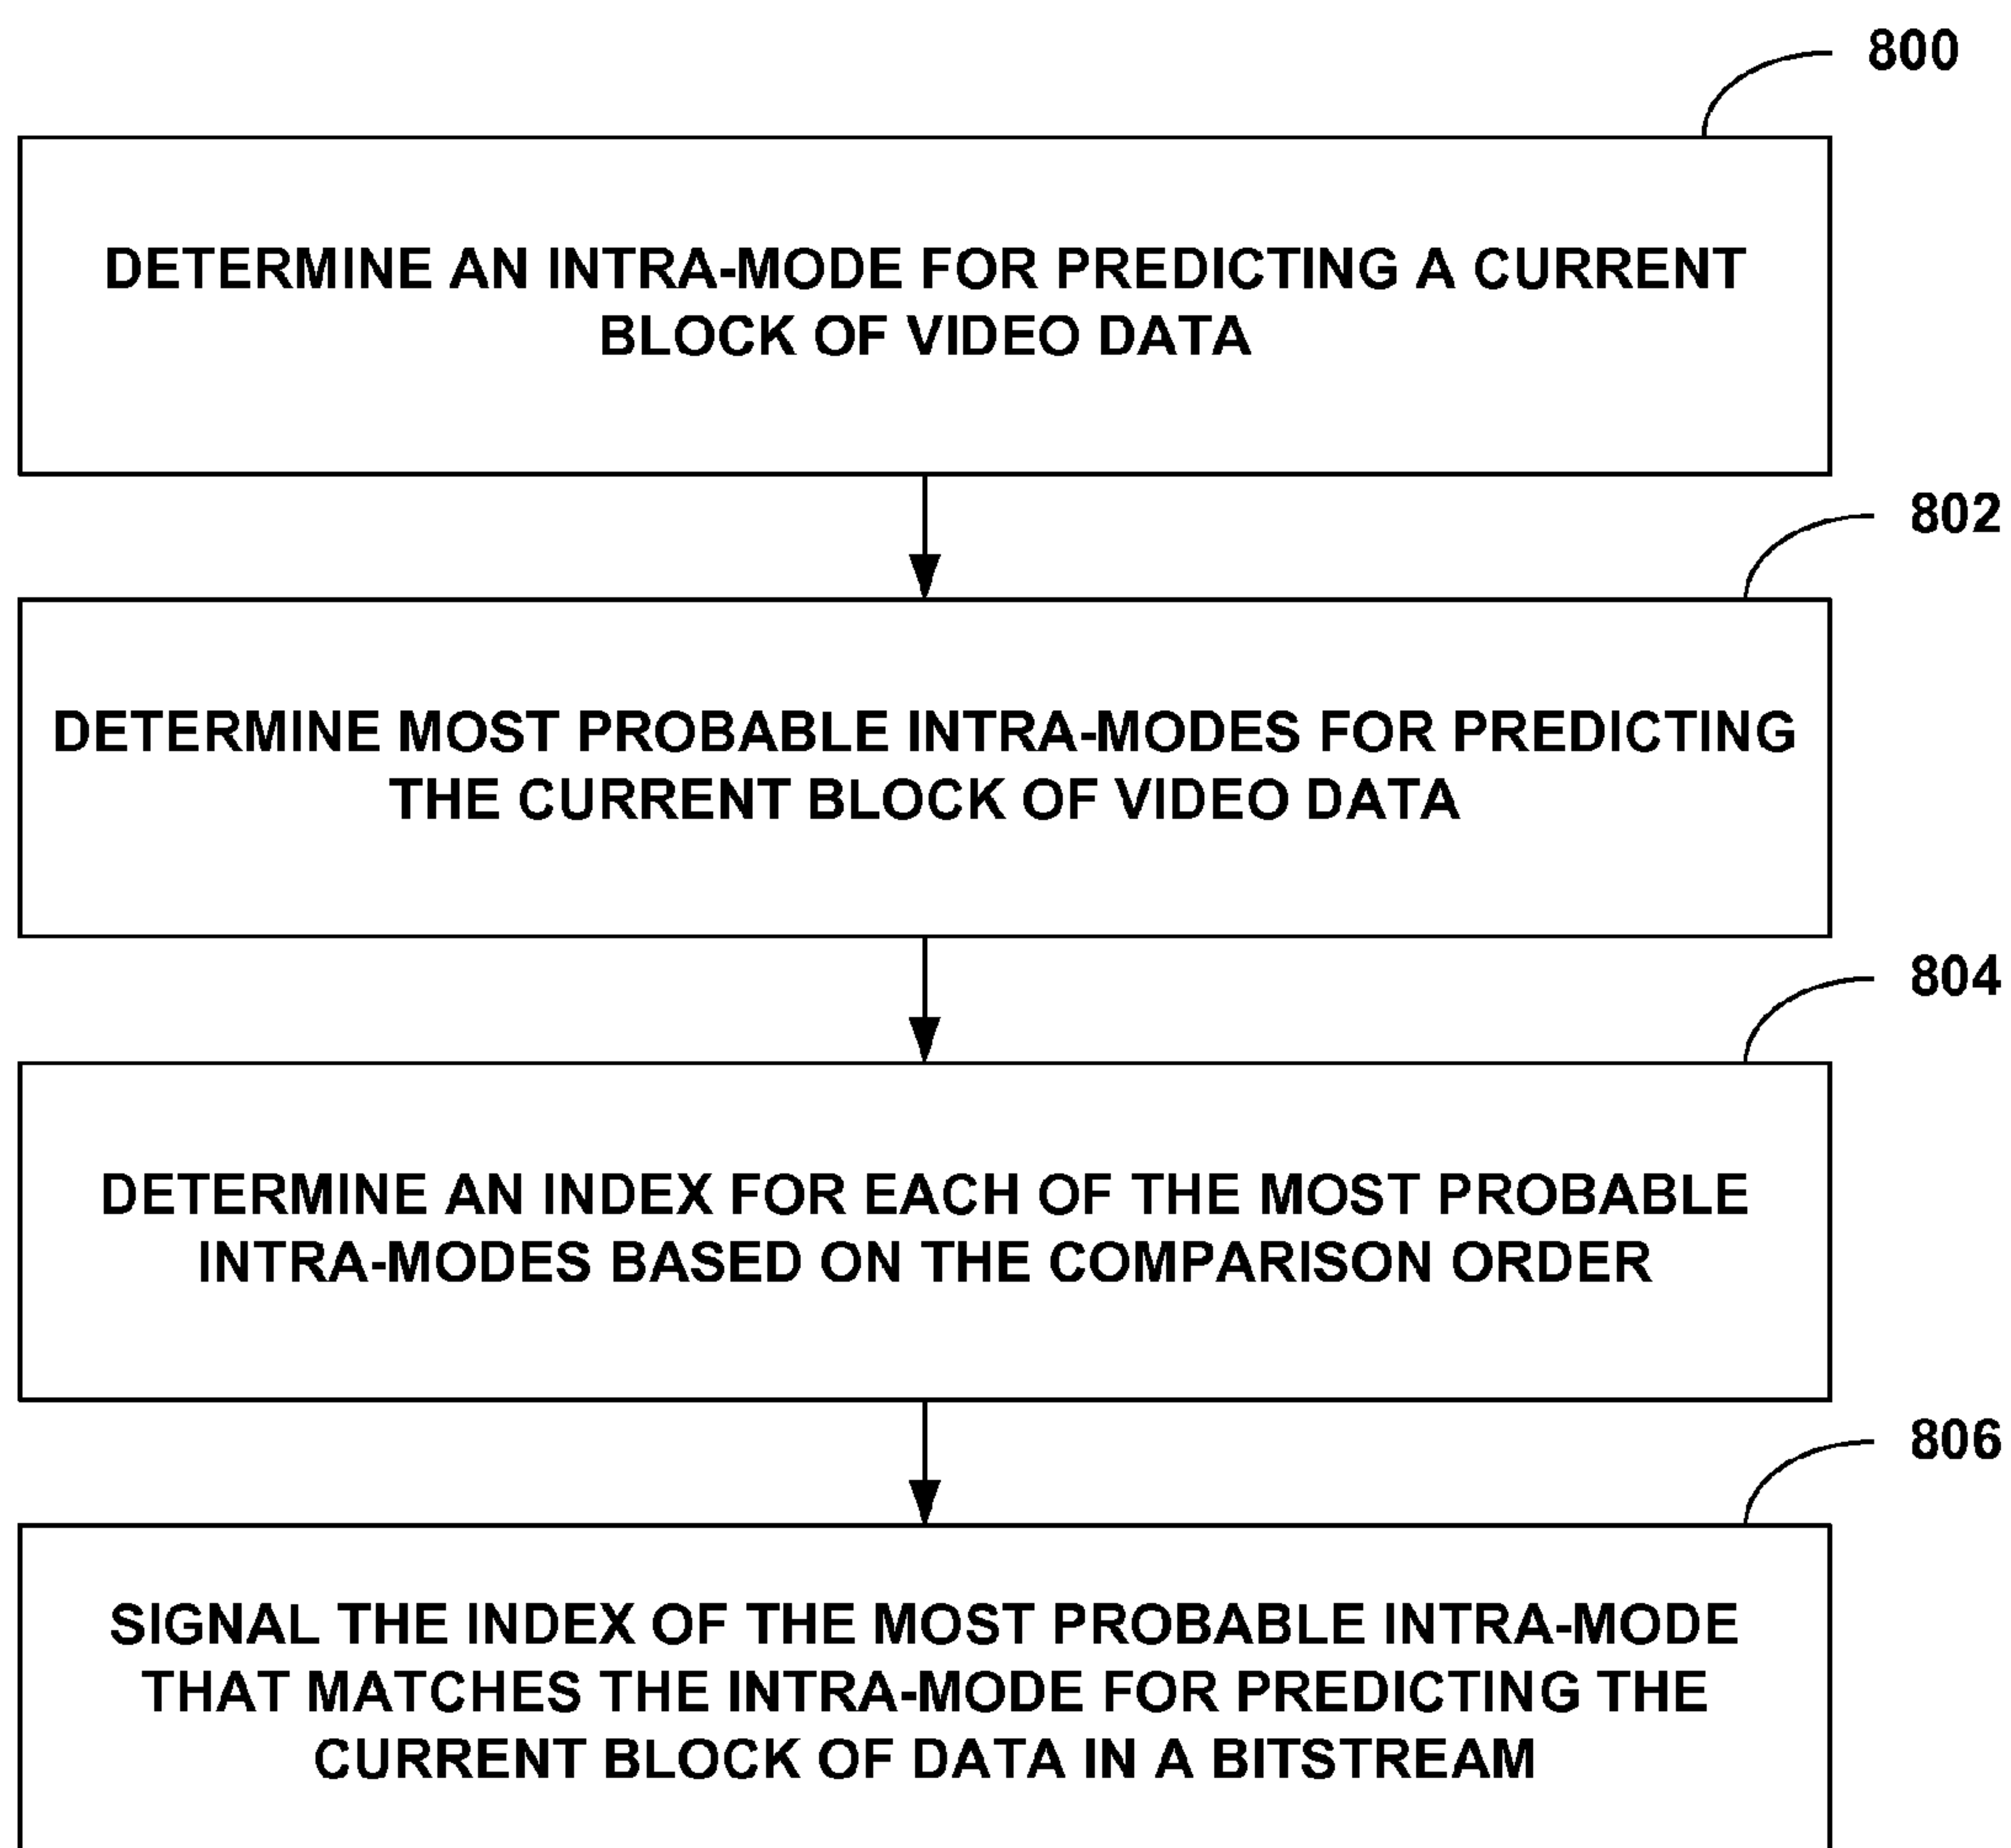 800
DETERMINE AN INTRA-MODE FOR PREDICTING A CURRENT
BLOCK OF VIDEO DATA
802
DETERMINE MOST PROBABLE INTRA-MODES FOR PREDICTING
THE CURRENT BLOCK OF VIDEO DATA
804
DETERMINE AN INDEX FOR EACH OF THE MOST PROBABLE
INTRA-MODES BASED ON THE COMPARISON ORDER
806
SIGNAL THE INDEX OF THE MOST PROBABLE INTRA-MODE
THAT MATCHES THE INTRA-MODE FOR PREDICTING THE
CURRENT BLOCK OF DATA IN A BITSTREAM